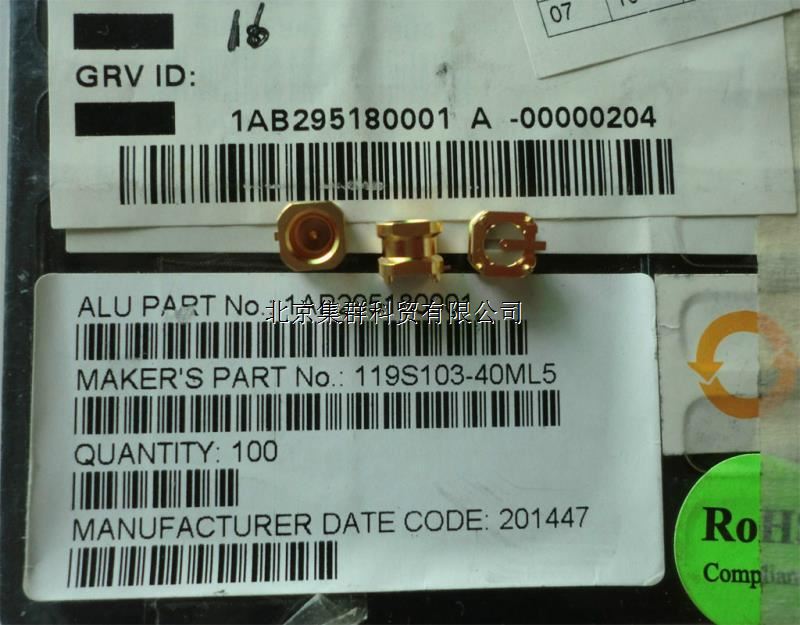 16
07
GRV ID:
1AB295180001 A -00000204
ALU PART No.: 1AB295180001
北京集群科贸有限公司
MAKER'S PART No.: 119S103-40ML5
QUANTITY: 100
MANUFACTURER DATE CODE: 201447
RoHS
Complian